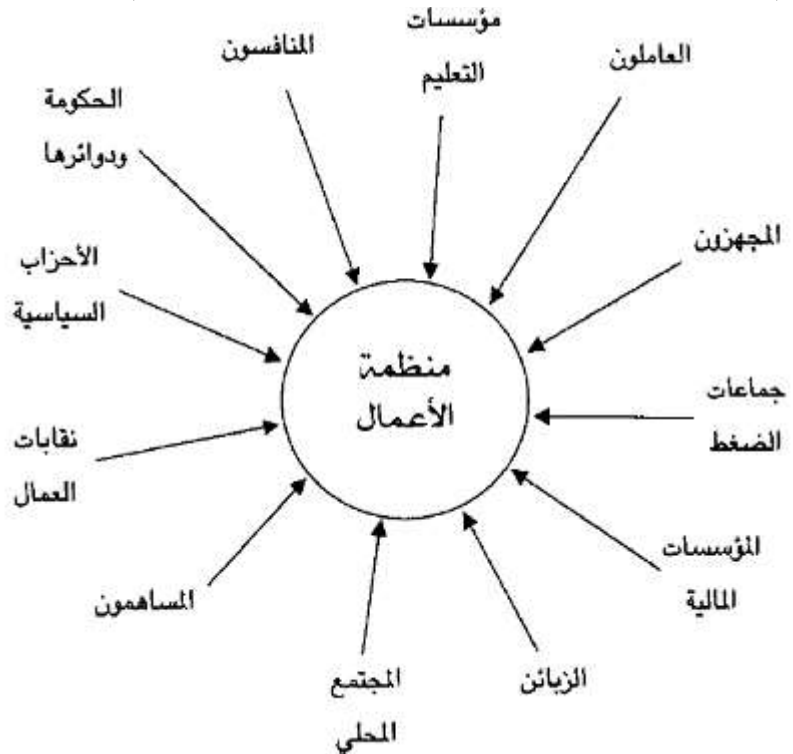 مؤسسات
التعليم
العاملون
المنافسون
الحكومة
ودوائرها
المجهزون
الأحزاب
السياسية
منظمة
الأعمال
جماعات
الضغط
نقابات
العمال
المؤسسات
المالية
المساهمون
الزبائن
المجتمع
المحلي